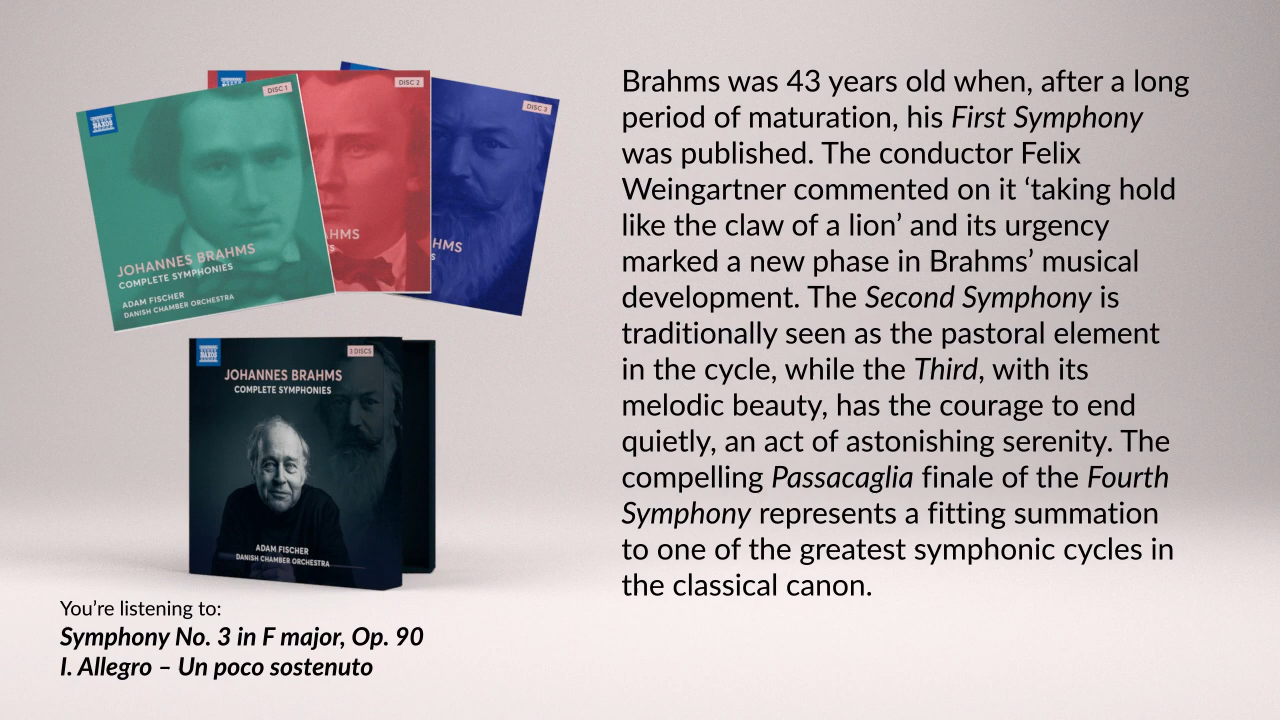 NAXOS
DISC 1
JOHANNES BRAHMS
COMPLETE SYMPHONIES
ADAM FISCHER
DANISH CHAMBER ORCHESTRA
DISC 2
HMS
S
DISC 3
HMS
S
NAXOS
3 DISCS
JOHANNES BRAHMS
COMPLETE SYMPHONIES
ADAM FISCHER
DANISH CHAMBER ORCHESTRA
You’re listening to:
Symphony No. 3 in F major, Op. 90
I. Allegro – Un poco sostenuto
Brahms was 43 years old when, after a long
period of maturation, his First Symphony
was published. The conductor Felix
Weingartner commented on it ‘taking hold
like the claw of a lion’ and its urgency
marked a new phase in Brahms’ musical
development. The Second Symphony is
traditionally seen as the pastoral element
in the cycle, while the Third, with its
melodic beauty, has the courage to end
quietly, an act of astonishing serenity. The
compelling Passacaglia finale of the Fourth
Symphony represents a fitting summation
to one of the greatest symphonic cycles in
the classical canon.